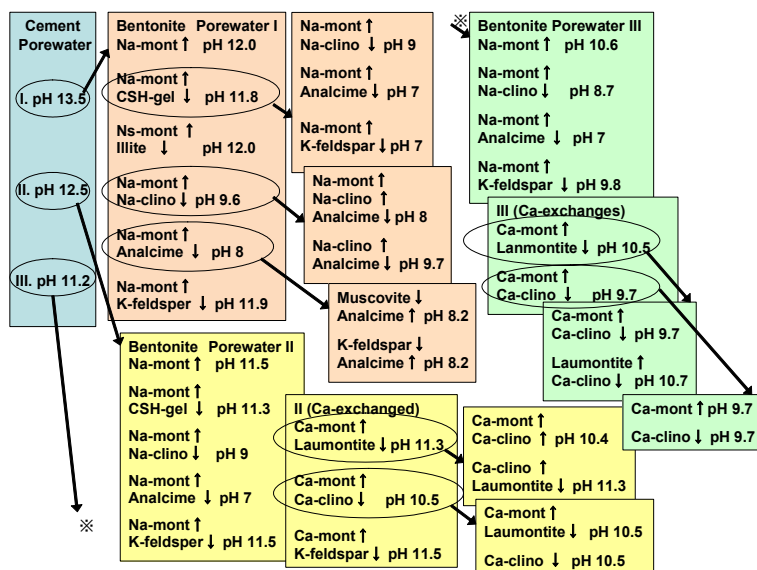 Cement
Porewater
I. pH 13.5
II. pH 12.5
III. pH 11.2
※
Bentonite Porewater I
Na-mont ↑ pH 12.0
Na-mont ↑
CSH-gel ↓ pH 11.8
Ns-mont ↑
Illite ↓ pH 12.0
Na-mont ↑
Na-clino ↓ pH 9.6
Na-mont ↑
Analcime ↓ pH 8
Na-mont ↑
K-feldsper ↓ pH 11.9
Na-mont ↑
Na-clino ↓ pH 9
Na-mont ↑
Analcime ↓ pH 7
Na-mont ↑
K-feldspar ↓ pH 7
Na-mont ↑
Na-clino ↑
Analcime ↓ pH 8
Na-clino ↑
Analcime ↓ pH 9.7
Muscovite ↓
Analcime ↑ pH 8.2
K-feldspar ↓
Analcime ↑ pH 8.2
Bentonite Porewater II
Na-mont ↑ pH 11.5
Na-mont ↑
CSH-gel ↓ pH 11.3
Na-mont ↑
Na-clino ↓ pH 9
Na-mont ↑
Analcime ↓ pH 7
Na-mont ↑
K-feldsper ↓ pH 11.5
II (Ca-exchanged)
Ca-mont ↑
Laumontite ↓ pH 11.3
Ca-mont ↑
Ca-clino ↓ pH 10.5
Ca-mont ↑
K-feldspar ↓ pH 11.5
Ca-mont ↑
Ca-clino ↑ pH 10.4
Ca-clino ↑
Laumontite ↓ pH 11.3
Ca-mont ↑
Laumontite ↓ pH 10.5
Ca-clino ↓ pH 10.5
※
Bentonite Porewater III
Na-mont ↑ pH 10.6
Na-mont ↑
Na-clino ↓ pH 8.7
Na-mont ↑
Analcime ↓ pH 7
Na-mont ↑
K-feldspar ↓ pH 9.8
III (Ca-exchanges)
Ca-mont ↑
Lanmontite ↓ pH 10.5
Ca-mont ↑
Ca-clino ↓ pH 9.7
Ca-mont ↑
Ca-clino ↓ pH 9.7
Laumontite ↑
Ca-clino ↓ pH 10.7
Ca-mont ↑ pH 9.7
Ca-clino ↓ pH 9.7